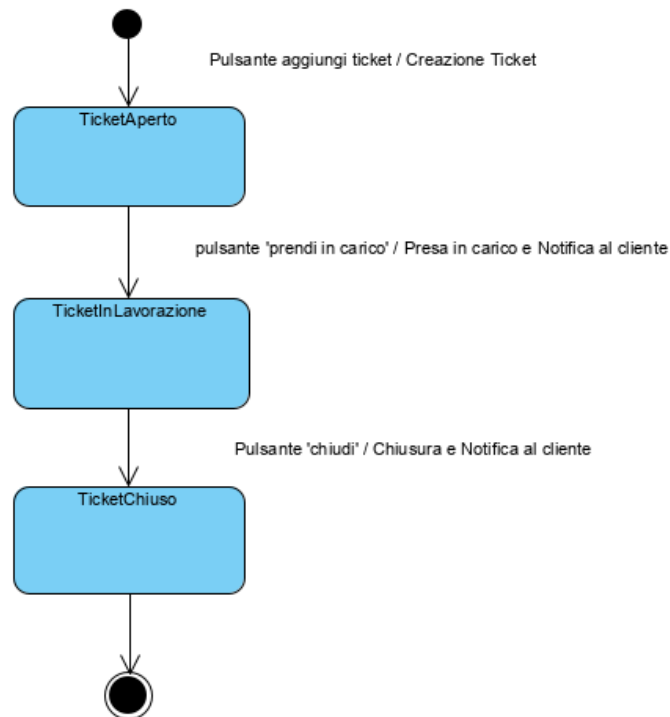 Pulsante aggiungi ticket / Creazione Ticket
TicketAperto
pulsante 'prendi in carico' / Presa in carico e Notifica al cliente
TicketInLavorazione
Pulsante 'chiudi' / Chiusura e Notifica al cliente
TicketChiuso